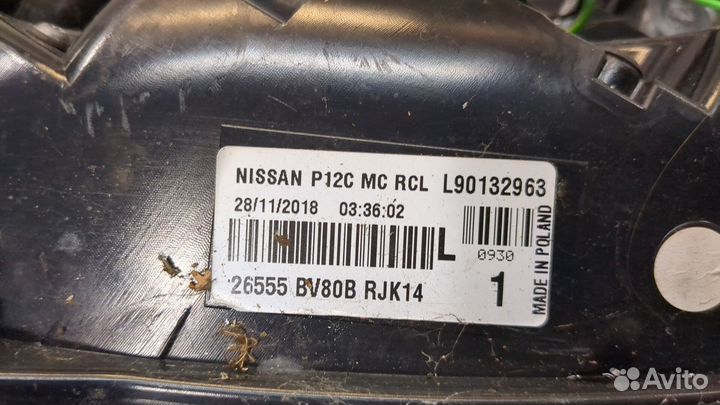 NISSAN P12C MC RCL L90132963
28/11/2018 03:36:02
L
0930
26555 BV80B RJK14
1
MADE IN POLAND
Avito